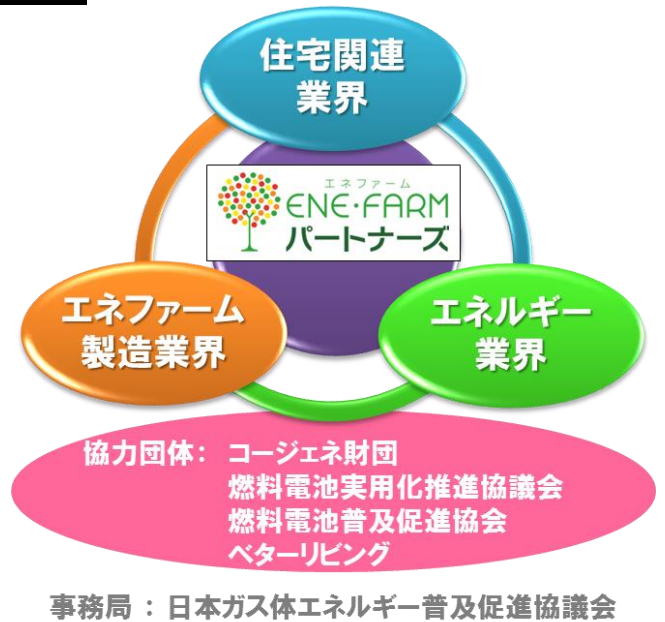 住宅関連
業界
エネファーム
ENE・FARM
パートナーズ
エネファーム
製造業界
エネルギー
業界
協力団体： コージェネ財団
燃料電池実用化推進協議会
燃料電池普及促進協会
ベターリビング
事務局 ： 日本ガス体エネルギー普及促進協議会